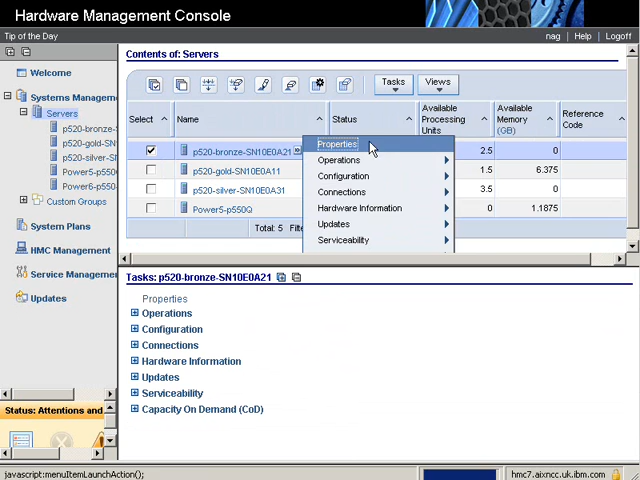 Hardware Management Console
Tip of the Day
nag | Help | Logoff
Welcome
Systems Managem
Servers
p520-bronze-
p520-gold-SN
p520-silver-S
Power5-p550
Power6-p550
Custom Groups
System Plans
HMC Management
Service Manageme
Updates
Status: Attentions and
Contents of: Servers
Tasks
Views
Select
Name
Status
Available Processing Units
Available Memory (GB)
Reference Code
p520-bronze-SN10E0A21
2.5
0
p520-gold-SN10E0A11
1.5
6.375
p520-silver-SN10E0A31
3.5
0
Power5-p550Q
0
1.1875
Total: 5
Filte
Properties
Operations
Configuration
Connections
Hardware Information
Updates
Serviceability
Tasks: p520-bronze-SN10E0A21
Properties
Operations
Configuration
Connections
Hardware Information
Updates
Serviceability
Capacity On Demand (CoD)
javascript:menuItemLaunchAction();
hmc7.aixncc.uk.ibm.com